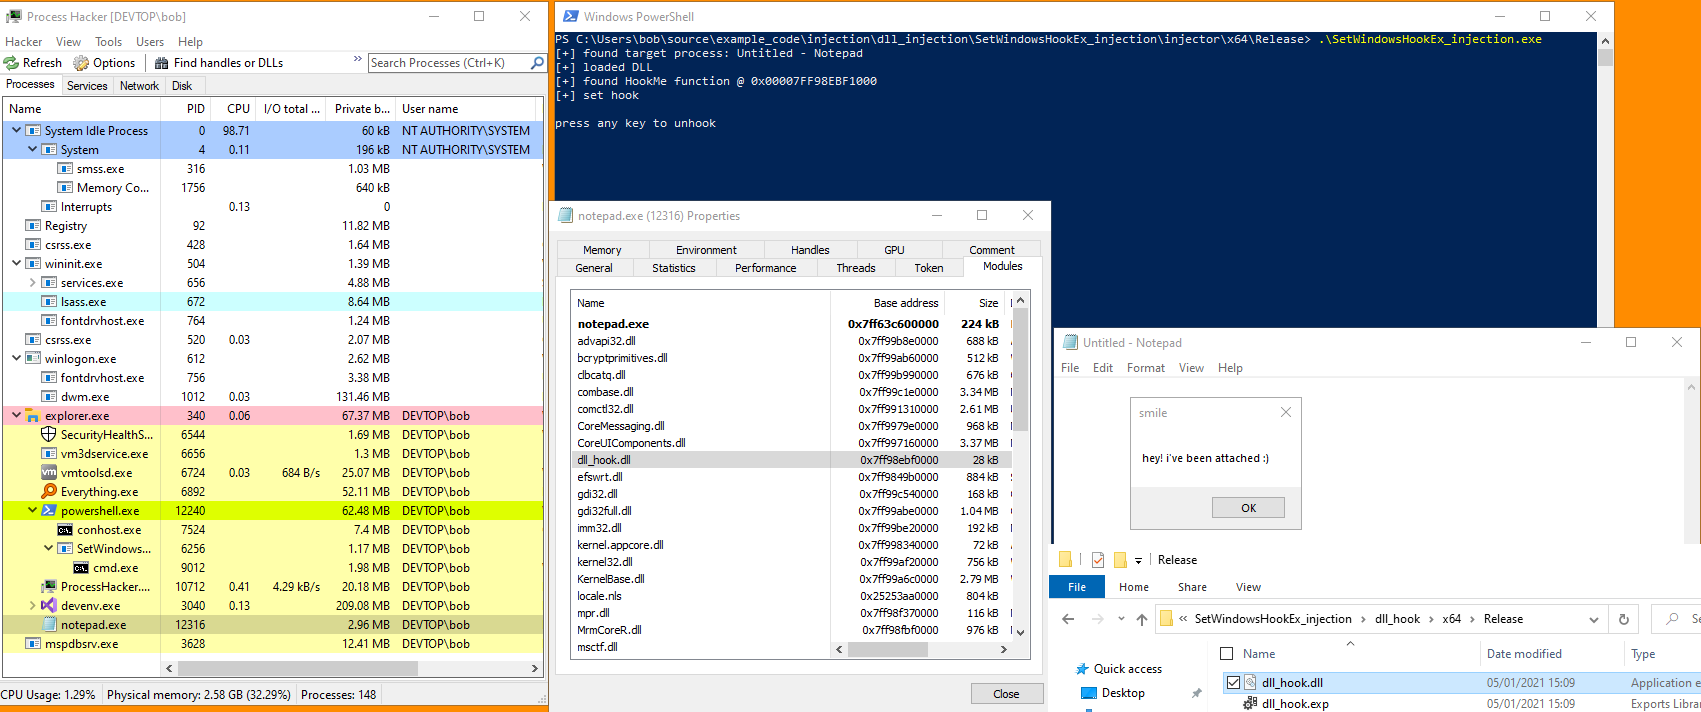 Process Hacker [DEVTOP\bob]
Hacker View Tools Users Help
Refresh Options Find handles or DLLs » Search Processes (Ctrl+K)
Processes Services Network Disk
Name PID CPU I/O total ... Private b... User name
System Idle Process 0 98.71 60 kB NT AUTHORITY\SYSTEM
System 4 0.11 196 kB NT AUTHORITY\SYSTEM
smss.exe 316 1.03 MB
Memory Co... 1756 640 kB
Interrupts 0.13 0
Registry 92 11.82 MB
csrss.exe 428 1.64 MB
wininit.exe 504 1.39 MB
services.exe 656 4.88 MB
lsass.exe 672 8.64 MB
fontdrvhost.exe 764 1.24 MB
csrss.exe 520 0.03 2.07 MB
winlogon.exe 612 2.62 MB
fontdrvhost.exe 756 3.38 MB
dwm.exe 1012 0.03 131.46 MB
explorer.exe 340 0.06 67.37 MB DEVTOP\bob
SecurityHealthS... 6544 1.69 MB DEVTOP\bob
vm3dservice.exe 6656 1.3 MB DEVTOP\bob
vmtoolsd.exe 6724 0.03 684 B/s 25.07 MB DEVTOP\bob
Everything.exe 6892 52.11 MB DEVTOP\bob
powershell.exe 12240 62.48 MB DEVTOP\bob
conhost.exe 7524 7.4 MB DEVTOP\bob
SetWindows... 6256 1.17 MB DEVTOP\bob
cmd.exe 9012 1.98 MB DEVTOP\bob
ProcessHacker.... 10712 0.41 4.29 kB/s 20.18 MB DEVTOP\bob
devenv.exe 3040 0.13 209.08 MB DEVTOP\bob
notepad.exe 12316 2.96 MB DEVTOP\bob
mspdbsrv.exe 3628 12.41 MB DEVTOP\bob
CPU Usage: 1.29% Physical memory: 2.58 GB (32.29%) Processes: 148
Windows PowerShell
PS C:\Users\bob\source\example_code\injection\dll_injection\SetWindowsHookEx_injection\injector\x64\Release> .\SetWindowsHookEx_injection.exe
[+] found target process: Untitled - Notepad
[+] loaded DLL
[+] found HookMe function @ 0x00007FF98EBF1000
[+] set hook
press any key to unhook
notepad.exe (12316) Properties
Memory Environment Handles GPU Comment
General Statistics Performance Threads Token Modules
Name Base address Size
notepad.exe 0x7ff63c600000 224 kB
advapi32.dll 0x7ff99b8e0000 688 kB
bcryptprimitives.dll 0x7ff99ab60000 512 kB
clbcatq.dll 0x7ff99b990000 676 kB
combase.dll 0x7ff99c1e0000 3.34 MB
comctl32.dll 0x7ff991310000 2.61 MB
CoreMessaging.dll 0x7ff9979e0000 968 kB
CoreUIComponents.dll 0x7ff997160000 3.37 MB
dll_hook.dll 0x7ff98ebf0000 28 kB
efswrt.dll 0x7ff9849b0000 884 kB
gdi32.dll 0x7ff99c540000 168 kB
gdi32full.dll 0x7ff99abe0000 1.04 MB
imm32.dll 0x7ff99be20000 192 kB
kernel.appcore.dll 0x7ff998340000 72 kB
kernel32.dll 0x7ff99af20000 756 kB
KernelBase.dll 0x7ff99a6c0000 2.79 MB
locale.nls 0x25253aa0000 804 kB
mpr.dll 0x7ff98f370000 116 kB
MrmCoreR.dll 0x7ff98fbf0000 976 kB
msctf.dll
Close
Untitled - Notepad
File Edit Format View Help
smile
hey! i've been attached :)
OK
Release
File Home Share View
« SetWindowsHookEx_injection dll_hook x64 Release
Quick access
Desktop
Name Date modified Type
dll_hook.dll 05/01/2021 15:09 Application e
dll_hook.exp 05/01/2021 15:09 Exports Libra